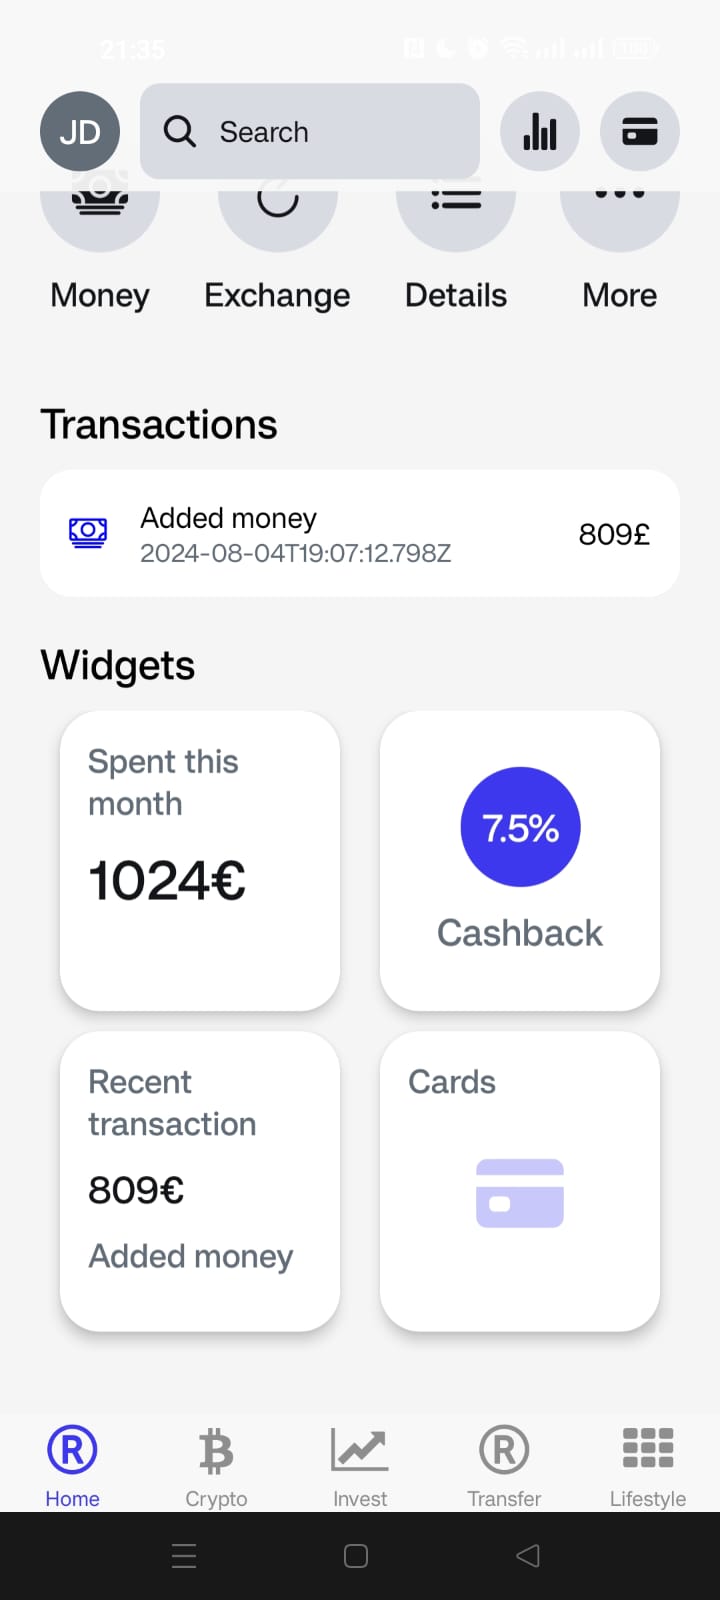 21:35
100
JD
Search
Money
Exchange
Details
More
Transactions
Added money
2024-08-04T19:07:12.798Z
809£
Widgets
Spent this
month
1024€
7.5%
Cashback
Recent
transaction
809€
Added money
Cards
Home
Crypto
Invest
Transfer
Lifestyle